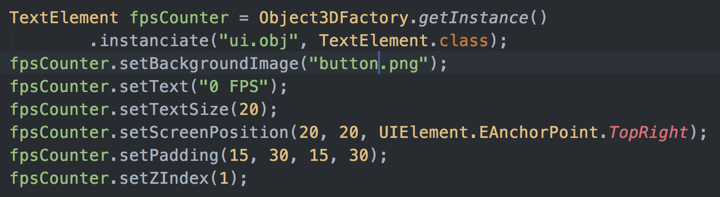 TextElement fpsCounter = Object3DFactory.getInstance()
        .instanciate("ui.obj", TextElement.class);
fpsCounter.setBackgroundImage("button.png");
fpsCounter.setText("0 FPS");
fpsCounter.setTextSize(20);
fpsCounter.setScreenPosition(20, 20, UIElement.EAnchorPoint.TopRight);
fpsCounter.setPadding(15, 30, 15, 30);
fpsCounter.setZIndex(1);